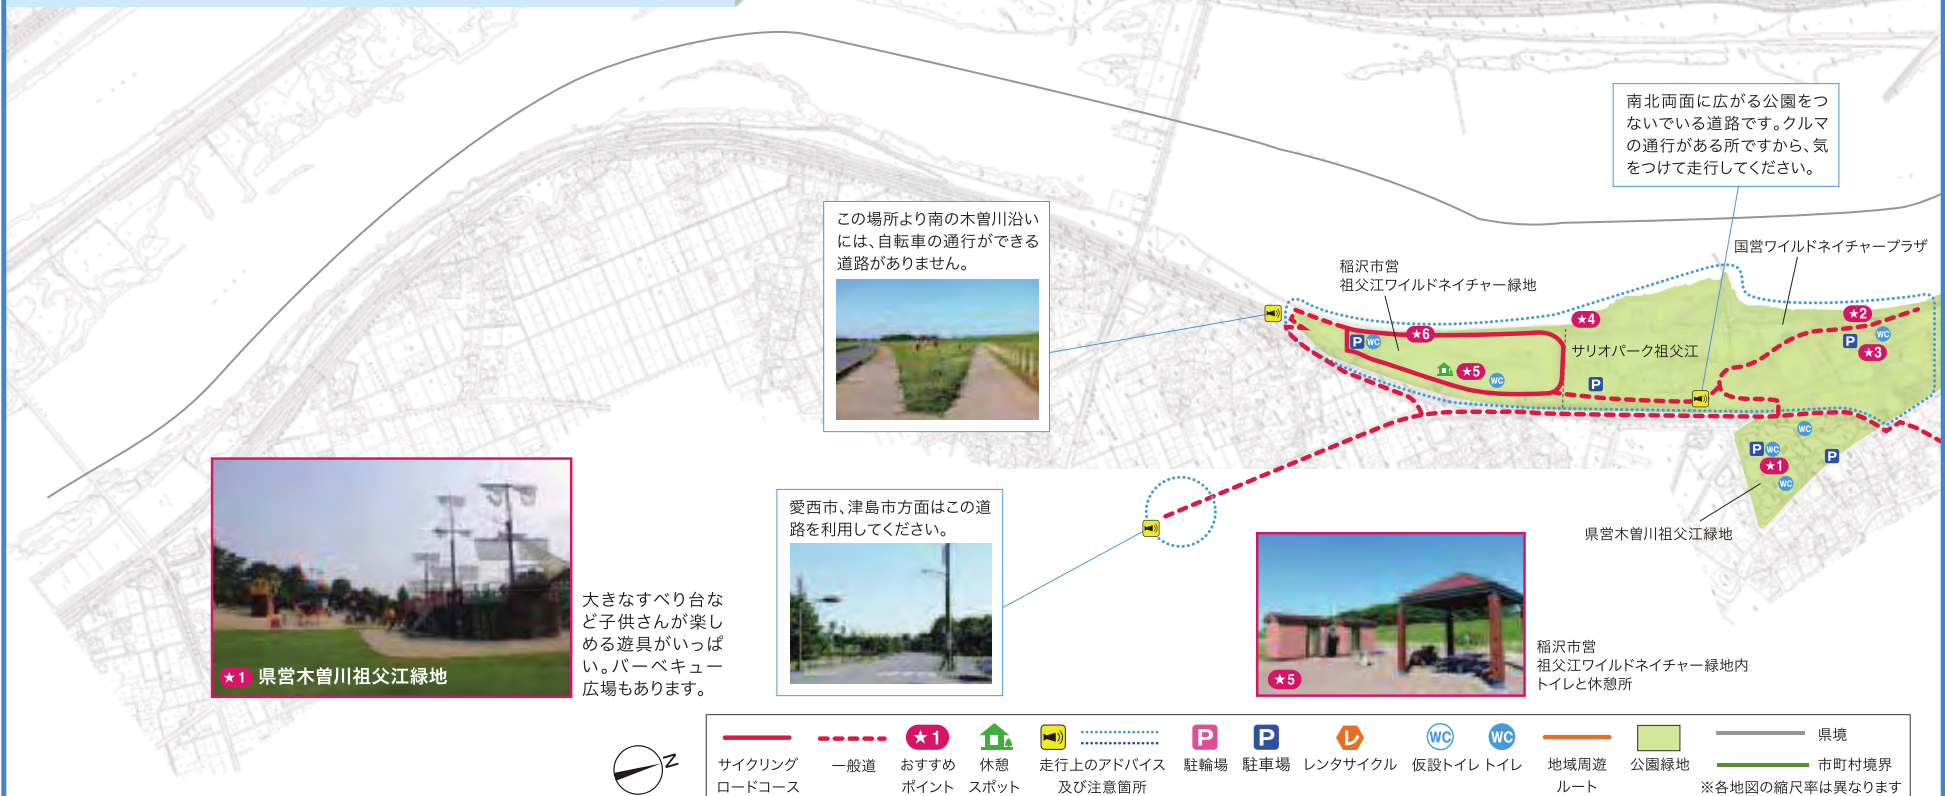 南北両面に広がる公園をつ
ないでいる道路です。クルマ
の通行がある所ですから、気
をつけて走行してください。
この場所より南の木曽川沿い
には、自転車の通行ができる
道路がありません。
国営ワイルドネイチャープラザ
稲沢市営
祖父江ワイルドネイチャー緑地
★6
★4
★2
P WC
WC
P
★3
サリオパーク祖父江
★5
WC
P
WC
P WC
★1
P
WC
県営木曽川祖父江緑地
愛西市、津島市方面はこの道
路を利用してください。
★1 県営木曽川祖父江緑地
大きなすべり台な
ど子供さんが楽し
める遊具がいっぱ
い。バーベキュー
広場もあります。
★5
稲沢市営
祖父江ワイルドネイチャー緑地内
トイレと休憩所
N
サイクリング
ロードコース
一般道
★1
おすすめ
ポイント
休憩
スポット
走行上のアドバイス
及び注意箇所
P
駐輪場
P
駐車場
レ
レンタサイクル
WC
仮設トイレ
WC
トイレ
地域周遊
ルート
公園緑地
県境
市町村境界
※各地図の縮尺率は異なります